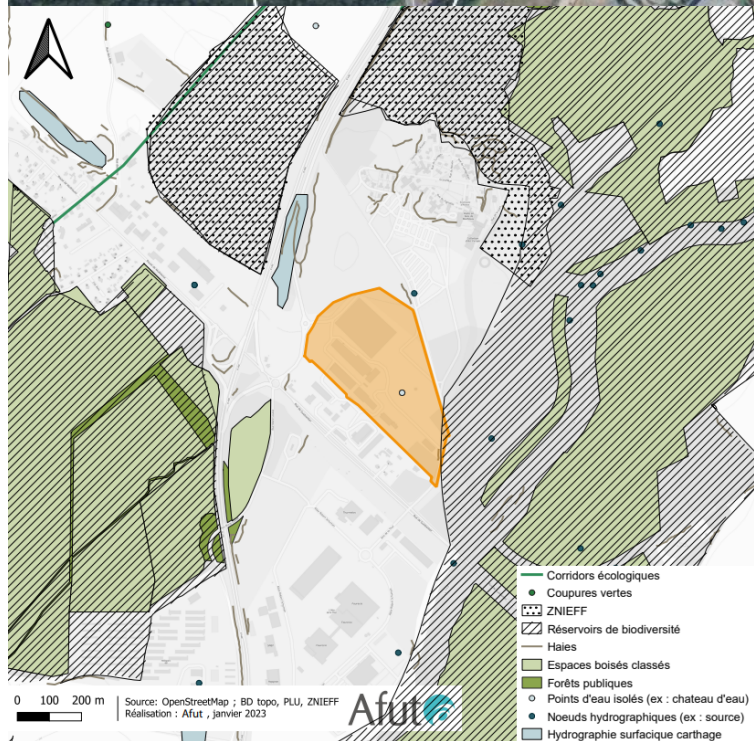 Corridors écologiques
Coupures vertes
ZNIEFF
Réservoirs de biodiversité
Haies
Espaces boisés classés
Forêts publiques
Points d'eau isolés (ex : chateau d'eau)
Noeuds hydrographiques (ex : source)
Hydrographie surfacique carthage
0 100 200 m
Source: OpenStreetMap ; BD topo, PLU, ZNIEFF
Réalisation : Afut , janvier 2023
Afut